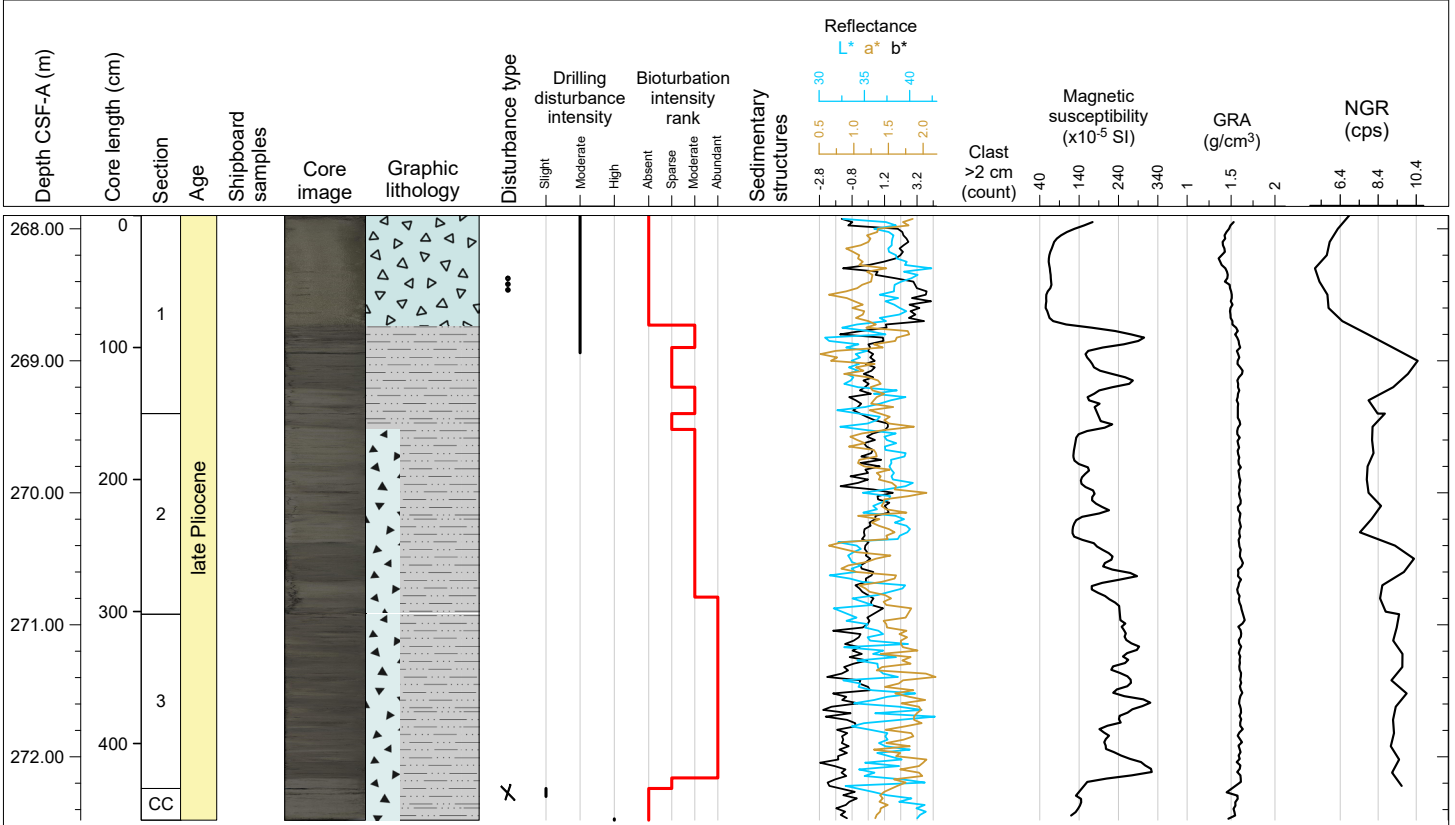 Depth CSF-A (m)
Core length (cm)
Section
Age
Shipboard
samples
Core
image
Graphic
lithology
Disturbance type
Drilling
disturbance
intensity
Slight
Moderate
High
Bioturbation
intensity
rank
Absent
Sparse
Moderate
Abundant
Sedimentary
structures
Reflectance
L* a* b*
30 35 40
0.5 1.0 1.5 2.0
-2.8 -0.8 1.2 3.2
Clast
>2 cm
(count)
Magnetic
susceptibility
(x10-5 SI)
40 140 240 340
GRA
(g/cm3)
1 1.5 2
NGR
(cps)
6.4 8.4 10.4
268.00
269.00
270.00
271.00
272.00
0
100
200
300
400
1
2
3
CC
late Pliocene